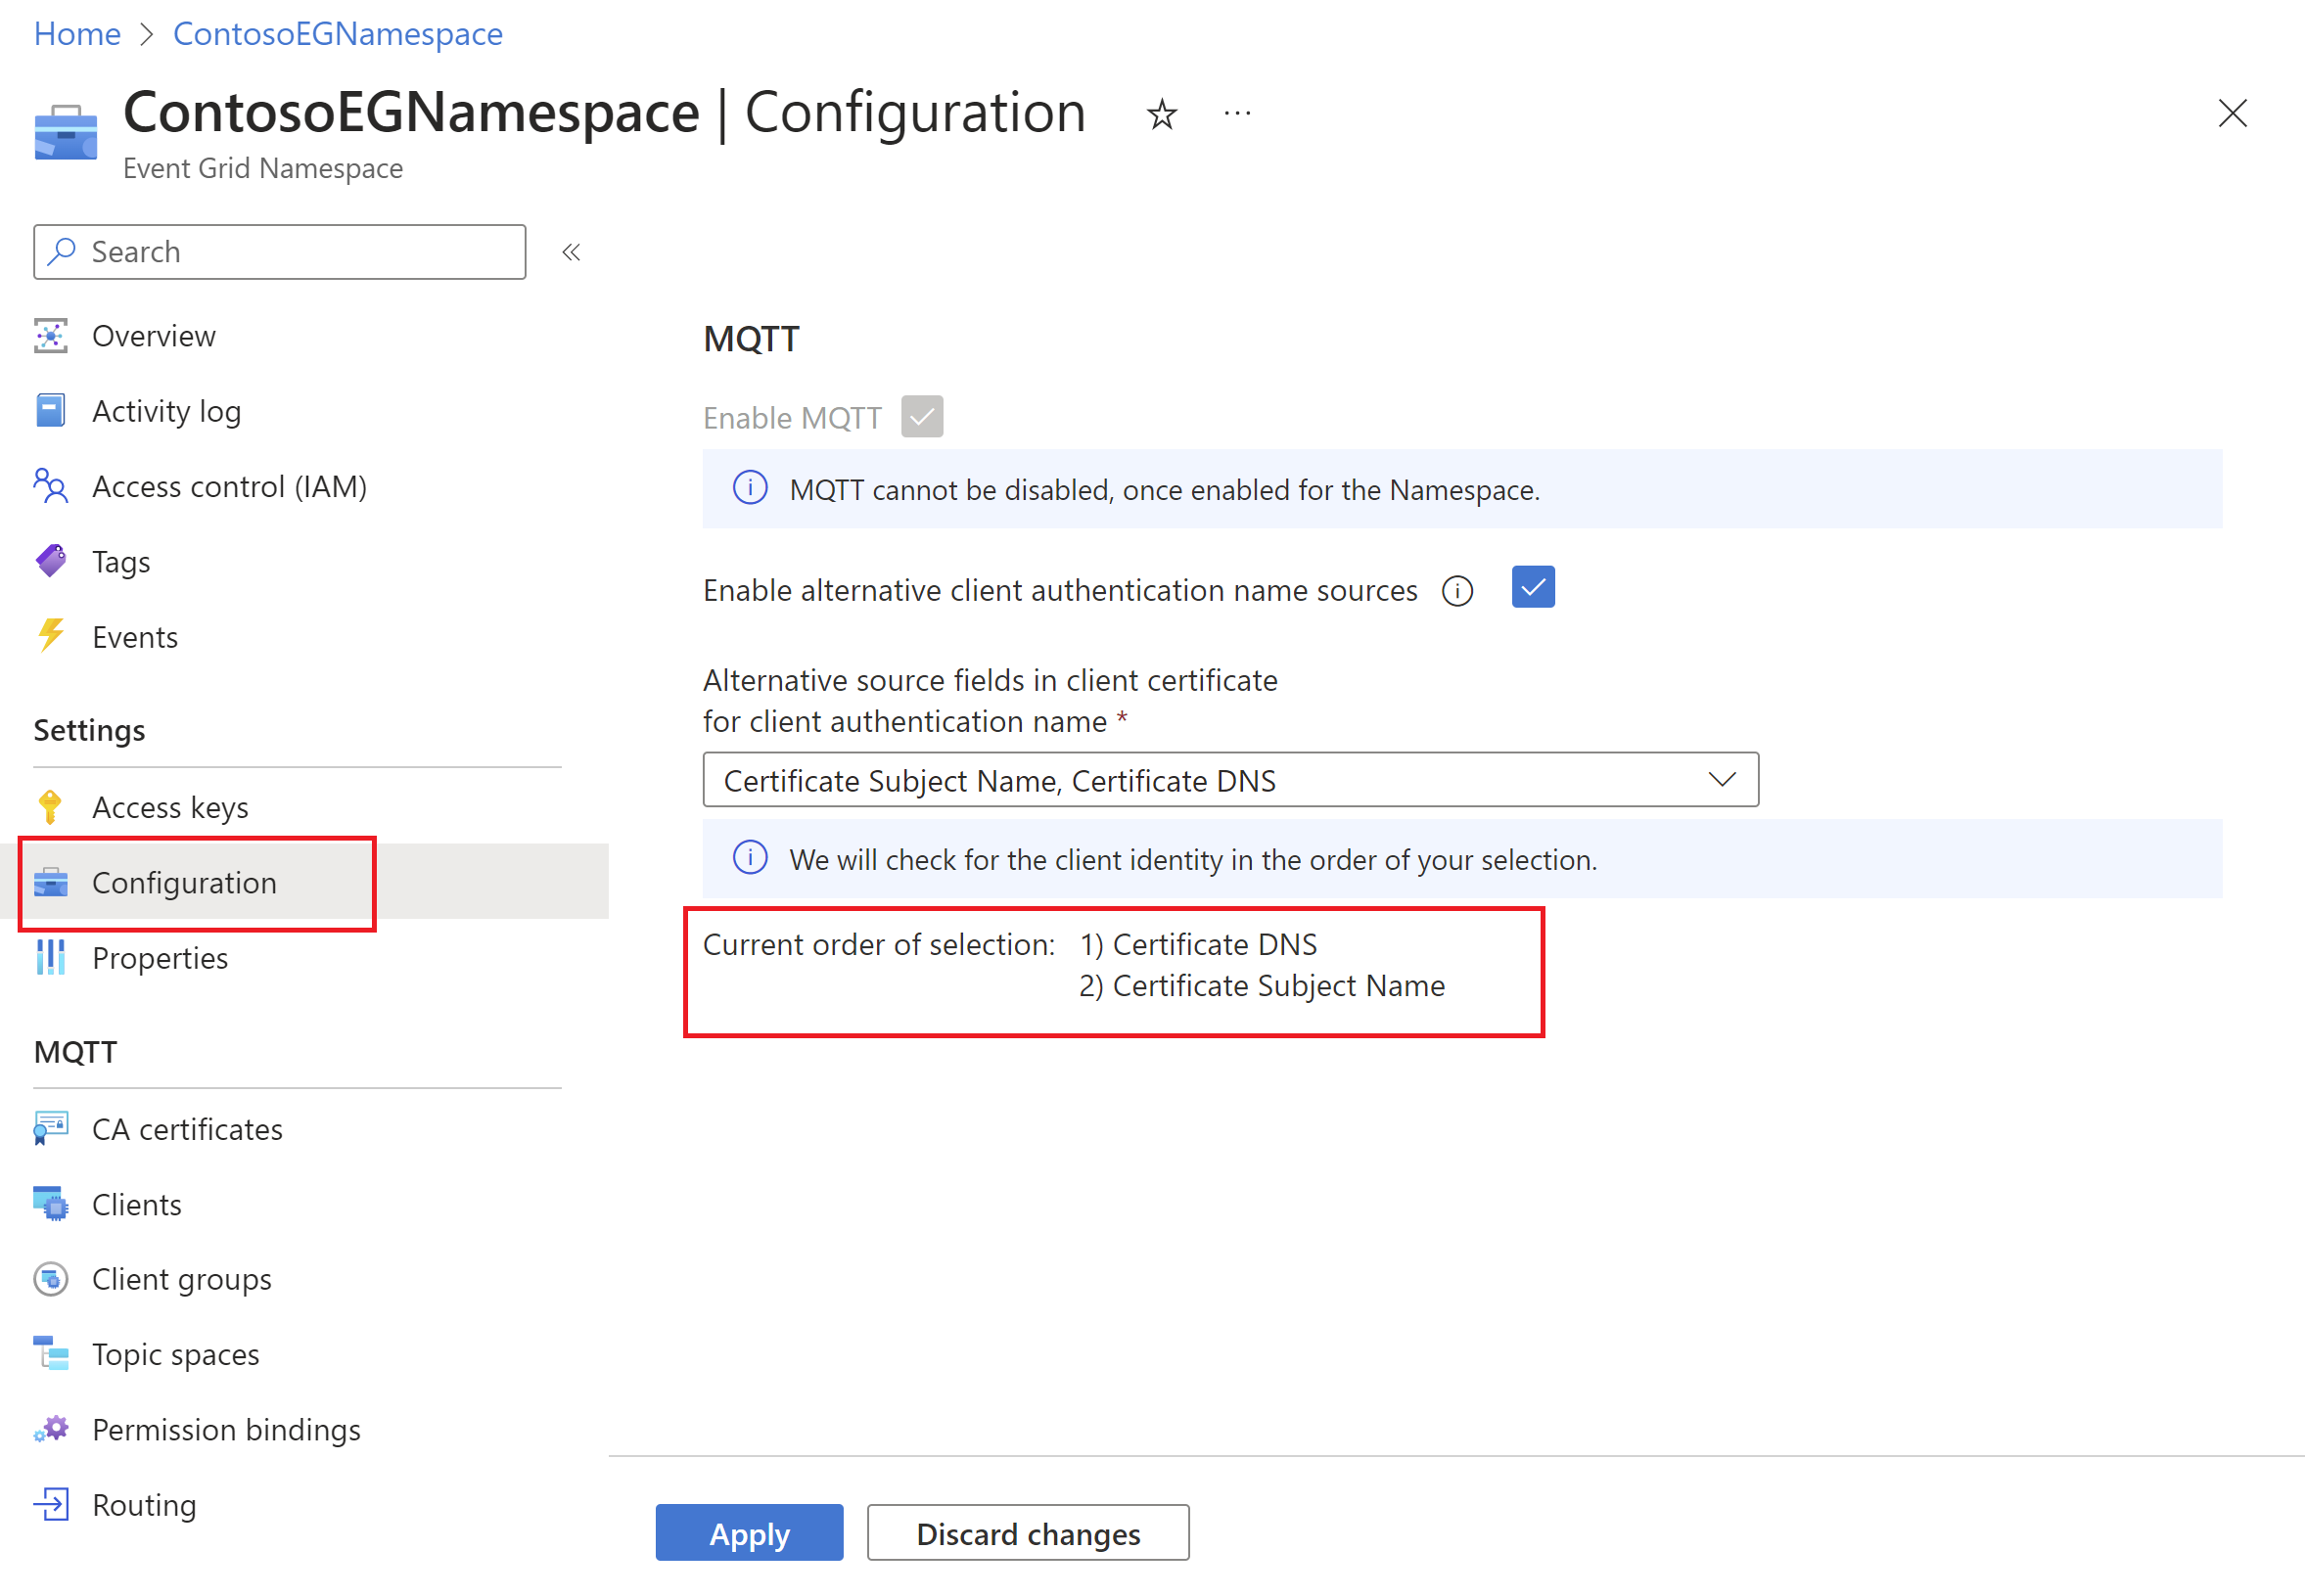 Home > ContosoEGNamespace
ContosoEGNamespace | Configuration
Event Grid Namespace
Search
Overview
Activity log
Access control (IAM)
Tags
Events
Settings
Access keys
Configuration
Properties
MQTT
CA certificates
Clients
Client groups
Topic spaces
Permission bindings
Routing
MQTT
Enable MQTT
MQTT cannot be disabled, once enabled for the Namespace.
Enable alternative client authentication name sources
Alternative source fields in client certificate
for client authentication name *
Certificate Subject Name, Certificate DNS
We will check for the client identity in the order of your selection.
Current order of selection: 1) Certificate DNS
2) Certificate Subject Name
Apply
Discard changes